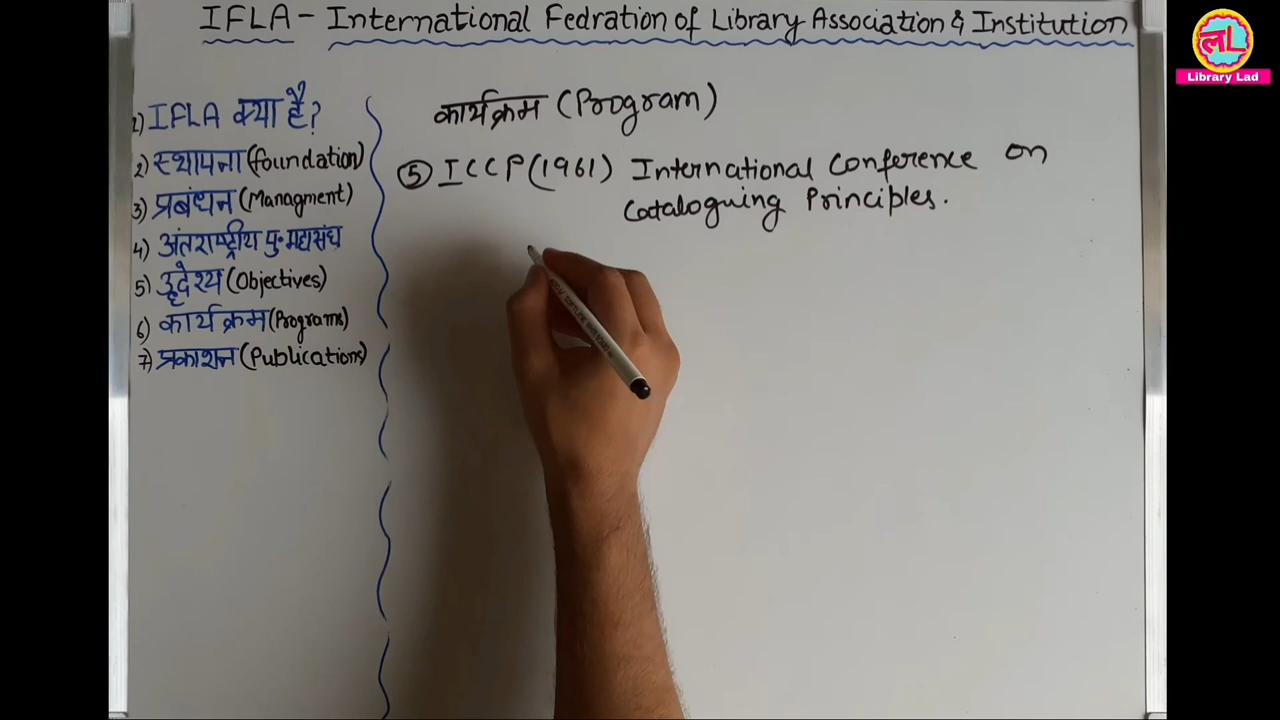 IFLA - International Fedration of Library Association & Institution
ला
Library Lad
1) IFLA क्या है?
2) स्थापना (foundation)
3) प्रबंधन (Managment)
4) अंतराष्ट्रीय पु. महासंघ
5) उद्देश्य (Objectives)
6) कार्यक्रम (Programs)
7) प्रकाशन (Publications)
कार्यक्रम (Program)
⑤ ICCP (1961) International Conference on
Cataloguing Principles.